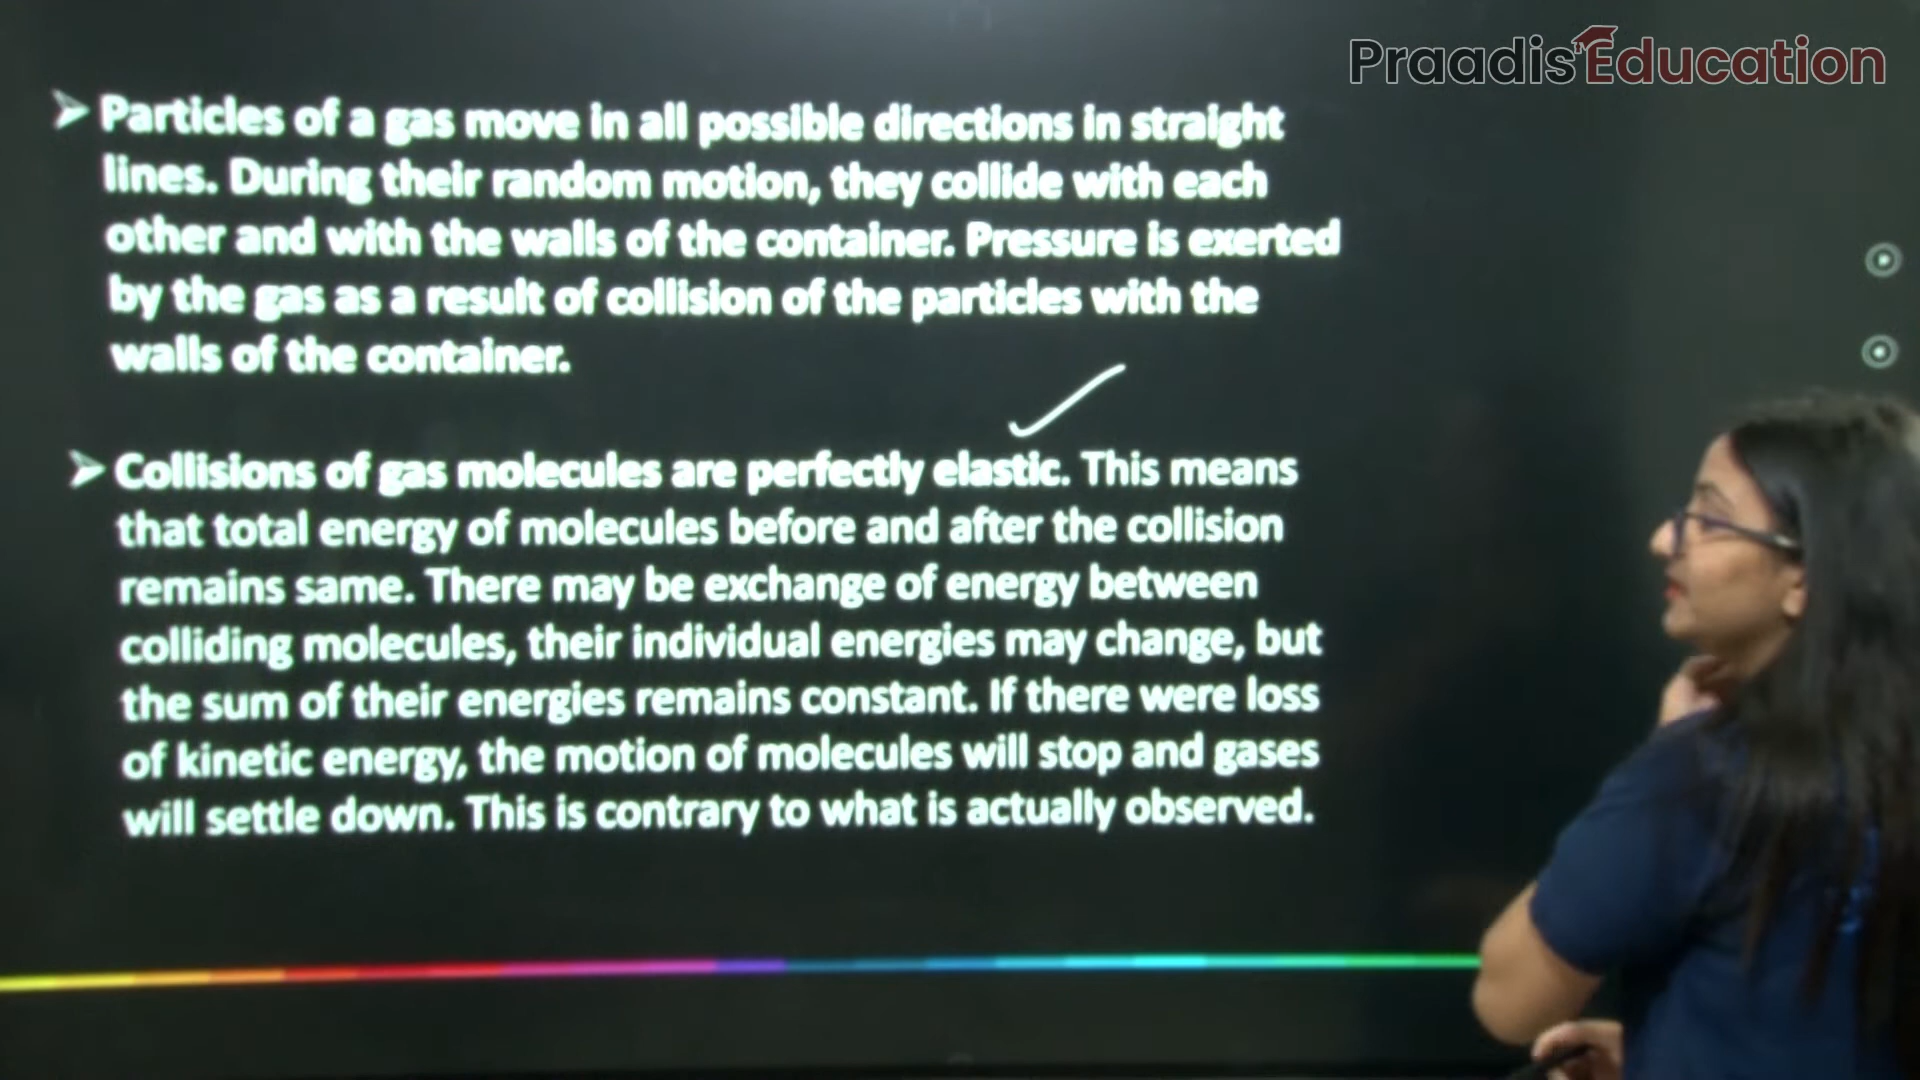 Praadis Education
➢ Particles of a gas move in all possible directions in straight
lines. During their random motion, they collide with each
other and with the walls of the container. Pressure is exerted
by the gas as a result of collision of the particles with the
walls of the container.
➢ Collisions of gas molecules are perfectly elastic. This means
that total energy of molecules before and after the collision
remains same. There may be exchange of energy between
colliding molecules, their individual energies may change, but
the sum of their energies remains constant. If there were loss
of kinetic energy, the motion of molecules will stop and gases
will settle down. This is contrary to what is actually observed.